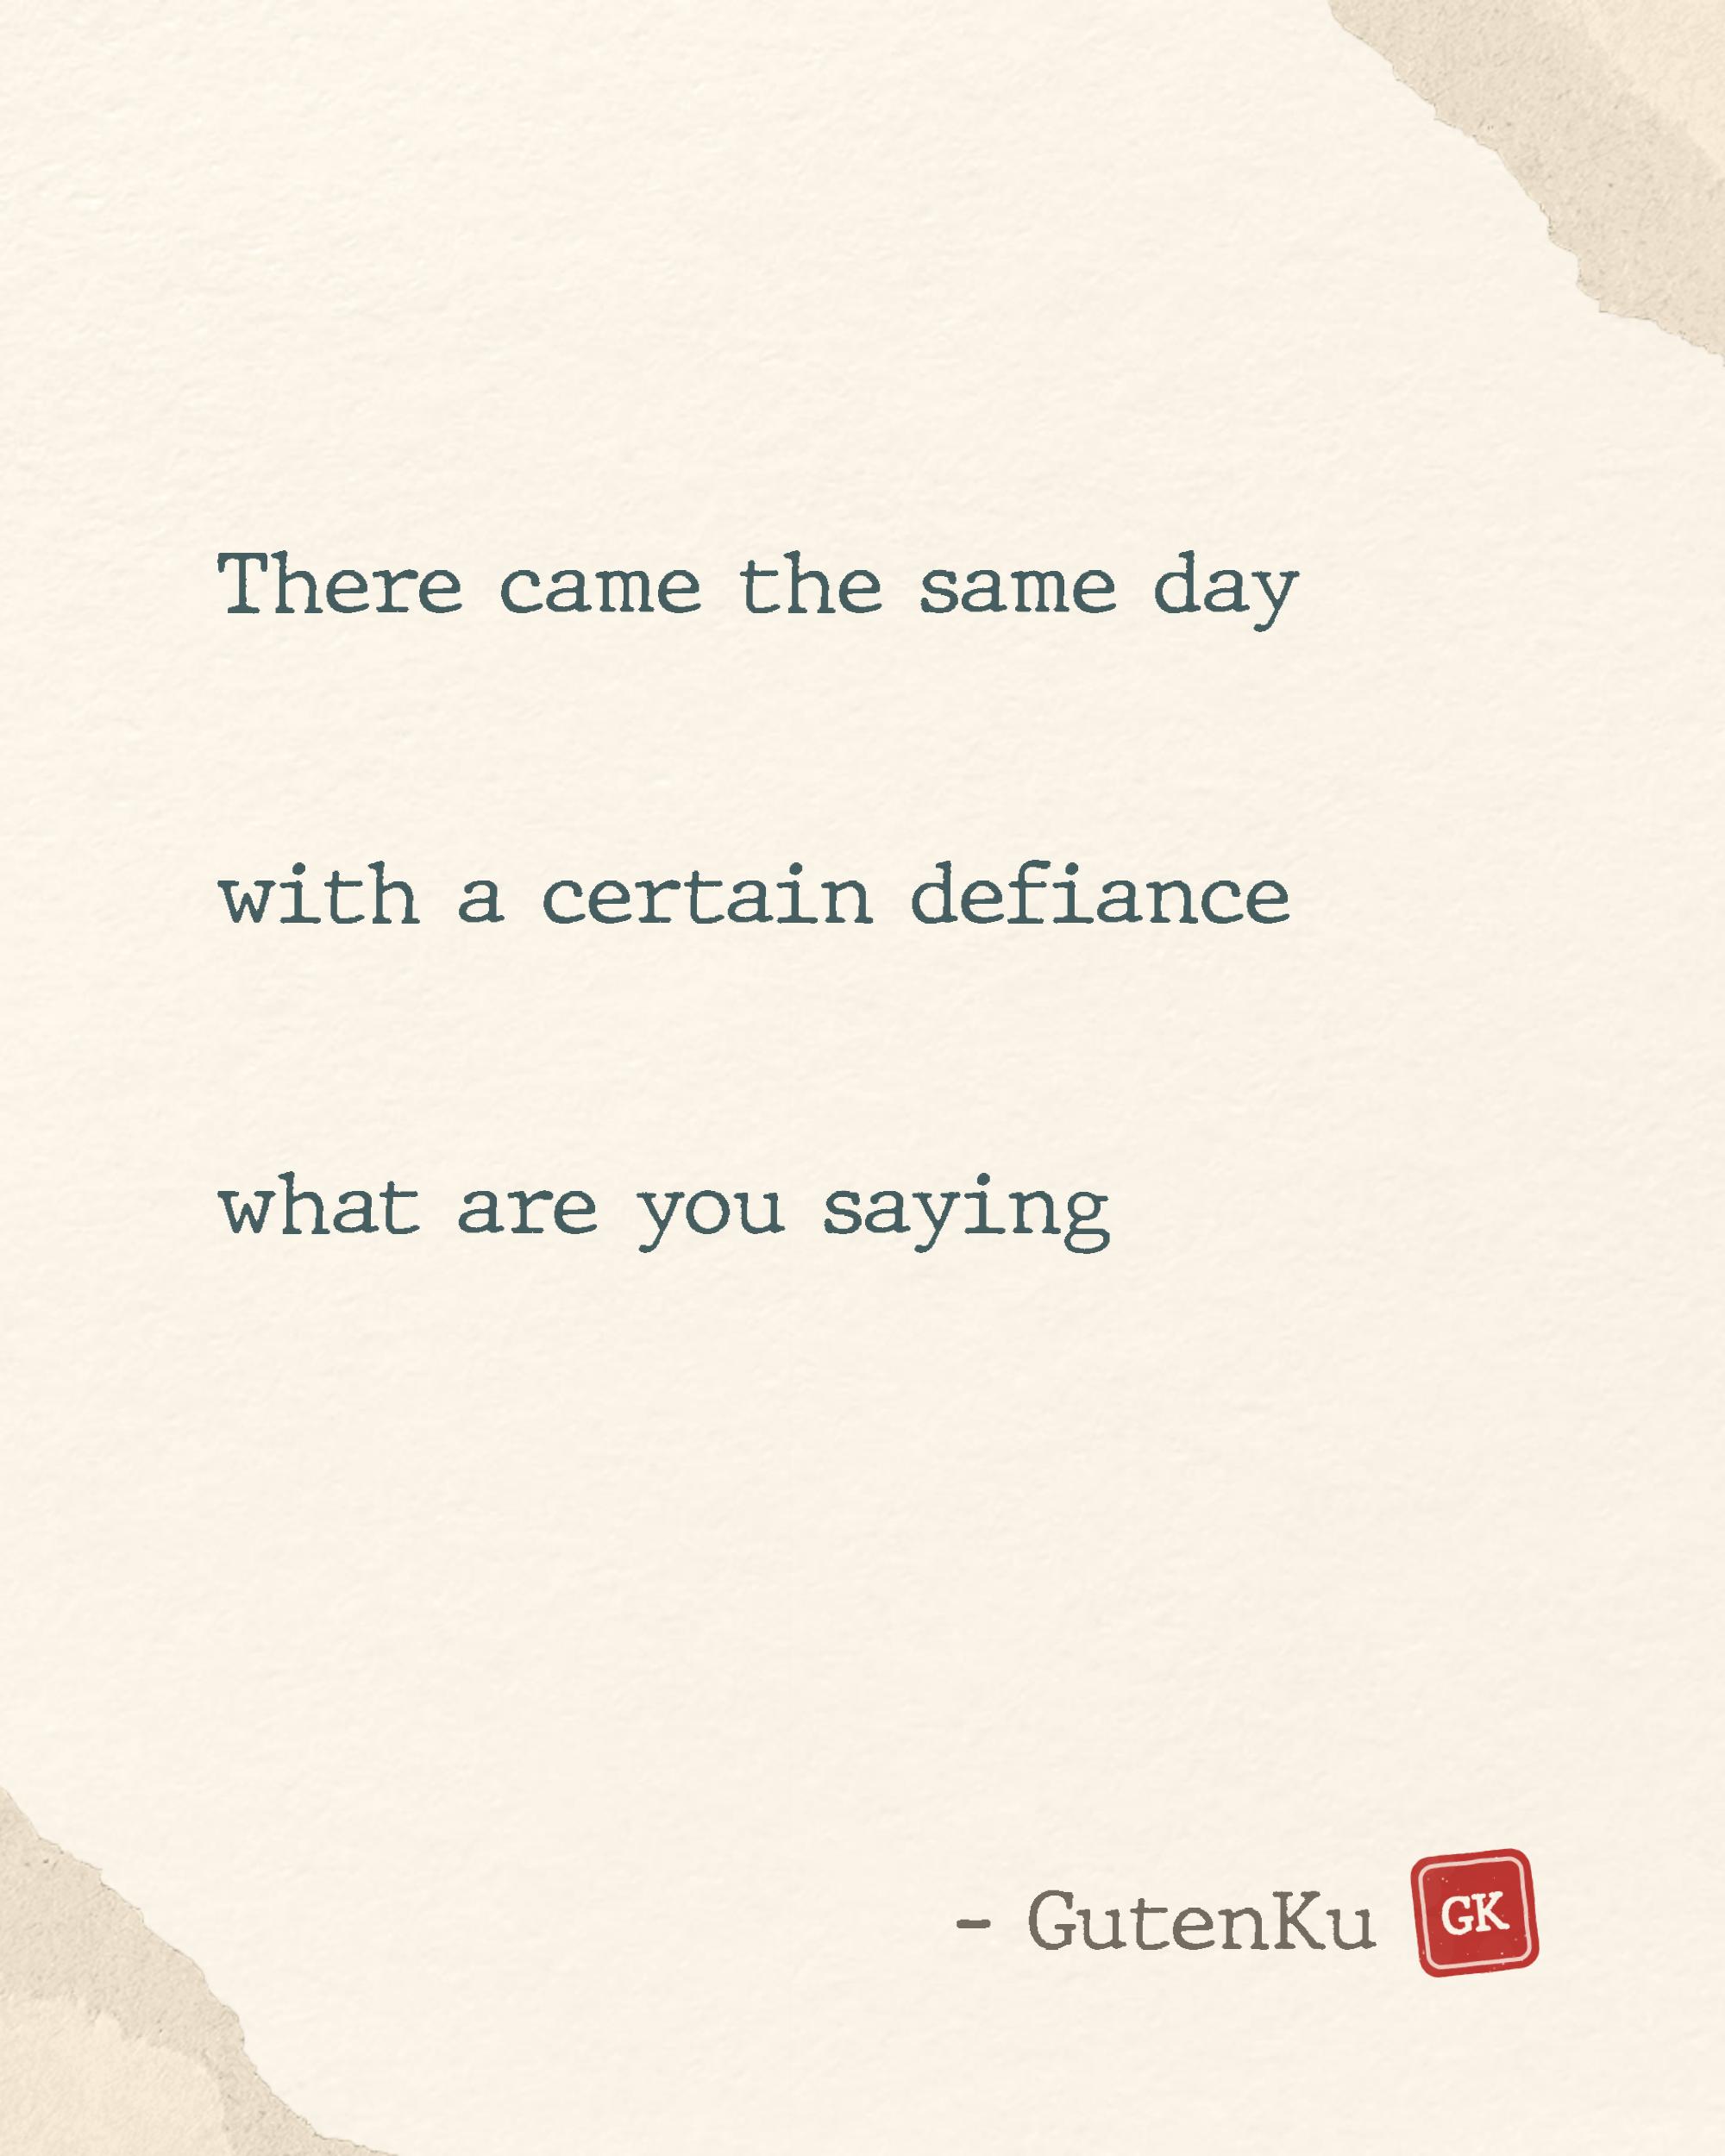 There came the same day
with a certain defiance
what are you saying
- GutenKu GK